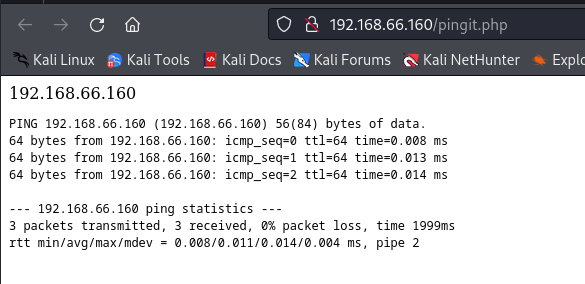 192.168.66.160/pingit.php
Kali Linux Kali Tools Kali Docs Kali Forums Kali NetHunter Explo
192.168.66.160
PING 192.168.66.160 (192.168.66.160) 56(84) bytes of data.
64 bytes from 192.168.66.160: icmp_seq=0 ttl=64 time=0.008 ms
64 bytes from 192.168.66.160: icmp_seq=1 ttl=64 time=0.013 ms
64 bytes from 192.168.66.160: icmp_seq=2 ttl=64 time=0.014 ms
--- 192.168.66.160 ping statistics ---
3 packets transmitted, 3 received, 0% packet loss, time 1999ms
rtt min/avg/max/mdev = 0.008/0.011/0.014/0.004 ms, pipe 2